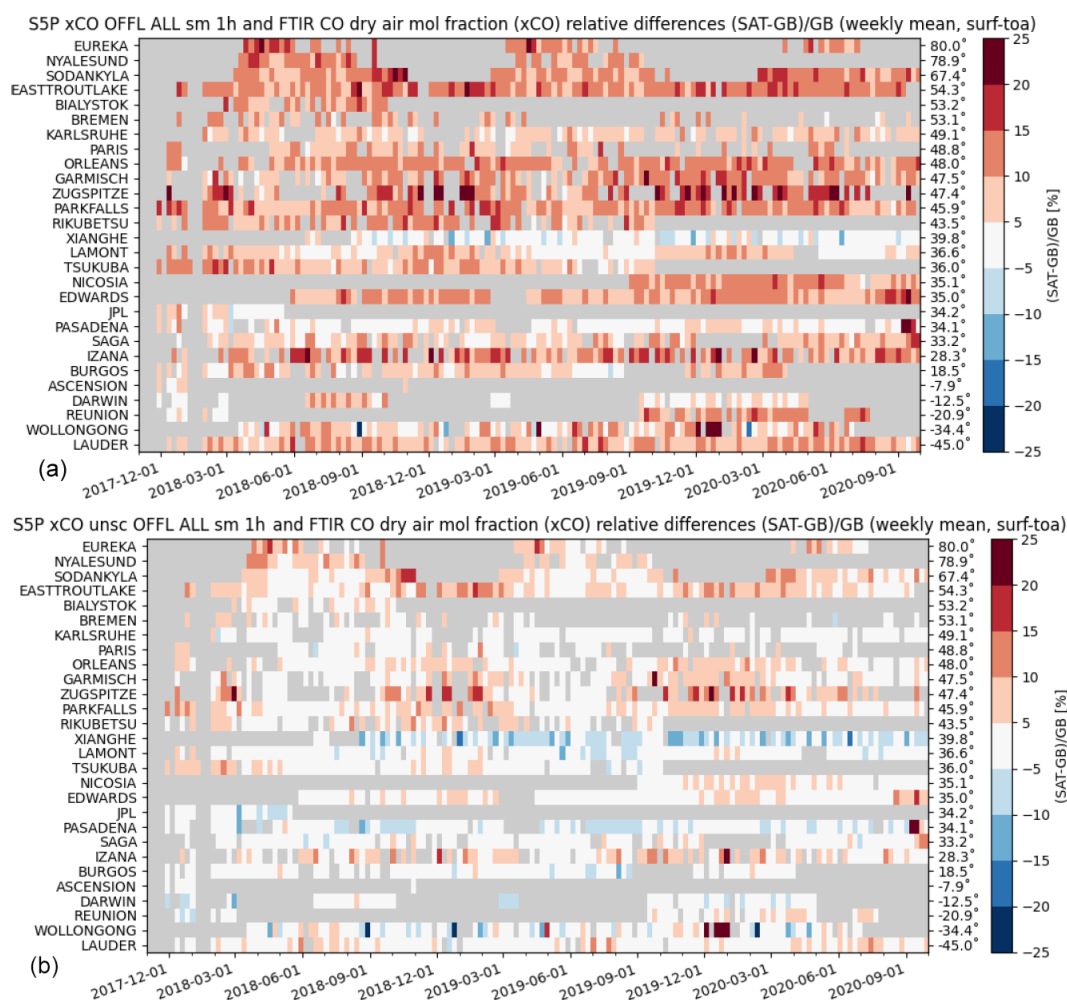 S5P xCO OFFL ALL sm 1h and FTIR CO dry air mol fraction (xCO) relative differences (SAT-GB)/GB (weekly mean, surf-toa)
EUREKA 80.0°
NYALESUND 78.9°
SODANKYLA 67.4°
EASTTROUTLAKE 54.3°
BIALYSTOK 53.2°
BREMEN 53.1°
KARLSRUHE 49.1°
PARIS 48.8°
ORLEANS 48.0°
GARMISCH 47.5°
ZUGSPITZE 47.4°
PARKFALLS 45.9°
RIKUBETSU 43.5°
XIANGHE 39.8°
LAMONT 36.6°
TSUKUBA 36.0°
NICOSIA 35.1°
EDWARDS 35.0°
JPL 34.2°
PASADENA 34.1°
SAGA 33.2°
IZANA 28.3°
BURGOS 18.5°
ASCENSION -7.9°
DARWIN -12.5°
REUNION -20.9°
WOLLONGONG -34.4°
LAUDER -45.0°
25
20
15
10
5
−5
−10
−15
−20
−25
(SAT-GB)/GB [%]
(a)
2017-12-01 2018-03-01 2018-06-01 2018-09-01 2018-12-01 2019-03-01 2019-06-01 2019-09-01 2019-12-01 2020-03-01 2020-06-01 2020-09-01
S5P xCO unsc OFFL ALL sm 1h and FTIR CO dry air mol fraction (xCO) relative differences (SAT-GB)/GB (weekly mean, surf-toa)
EUREKA 80.0°
NYALESUND 78.9°
SODANKYLA 67.4°
EASTTROUTLAKE 54.3°
BIALYSTOK 53.2°
BREMEN 53.1°
KARLSRUHE 49.1°
PARIS 48.8°
ORLEANS 48.0°
GARMISCH 47.5°
ZUGSPITZE 47.4°
PARKFALLS 45.9°
RIKUBETSU 43.5°
XIANGHE 39.8°
LAMONT 36.6°
TSUKUBA 36.0°
NICOSIA 35.1°
EDWARDS 35.0°
JPL 34.2°
PASADENA 34.1°
SAGA 33.2°
IZANA 28.3°
BURGOS 18.5°
ASCENSION -7.9°
DARWIN -12.5°
REUNION -20.9°
WOLLONGONG -34.4°
LAUDER -45.0°
25
20
15
10
5
−5
−10
−15
−20
−25
(SAT-GB)/GB [%]
(b)
2017-12-01 2018-03-01 2018-06-01 2018-09-01 2018-12-01 2019-03-01 2019-06-01 2019-09-01 2019-12-01 2020-03-01 2020-06-01 2020-09-01